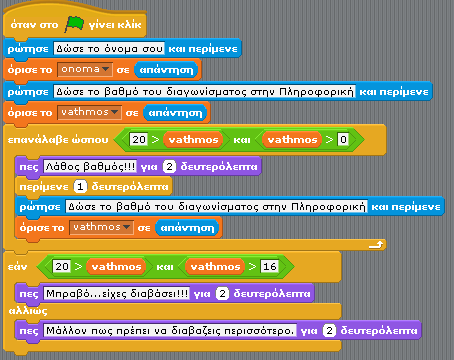 όταν στο γίνει κλικ
ρώτησε Δώσε το όνομα σου και περίμενε
όρισε το onoma σε απάντηση
ρώτησε Δώσε το βαθμό του διαγωνίσματος στην Πληροφορική και περίμενε
όρισε το vathmos σε απάντηση
επανάλαβε ώσπου 20 > vathmos και vathmos > 0
πες Λάθος βαθμός!!! για 2 δευτερόλεπτα
περίμενε 1 δευτερόλεπτα
ρώτησε Δώσε το βαθμό του διαγωνίσματος στην Πληροφορική και περίμενε
όρισε το vathmos σε απάντηση
εάν 20 > vathmos και vathmos > 16
πες Μπραβό...είχες διαβάσει!!! για 2 δευτερόλεπτα
αλλιώς
πες Μάλλον πως πρέπει να διαβαζεις περισσότερο. για 2 δευτερόλεπτα